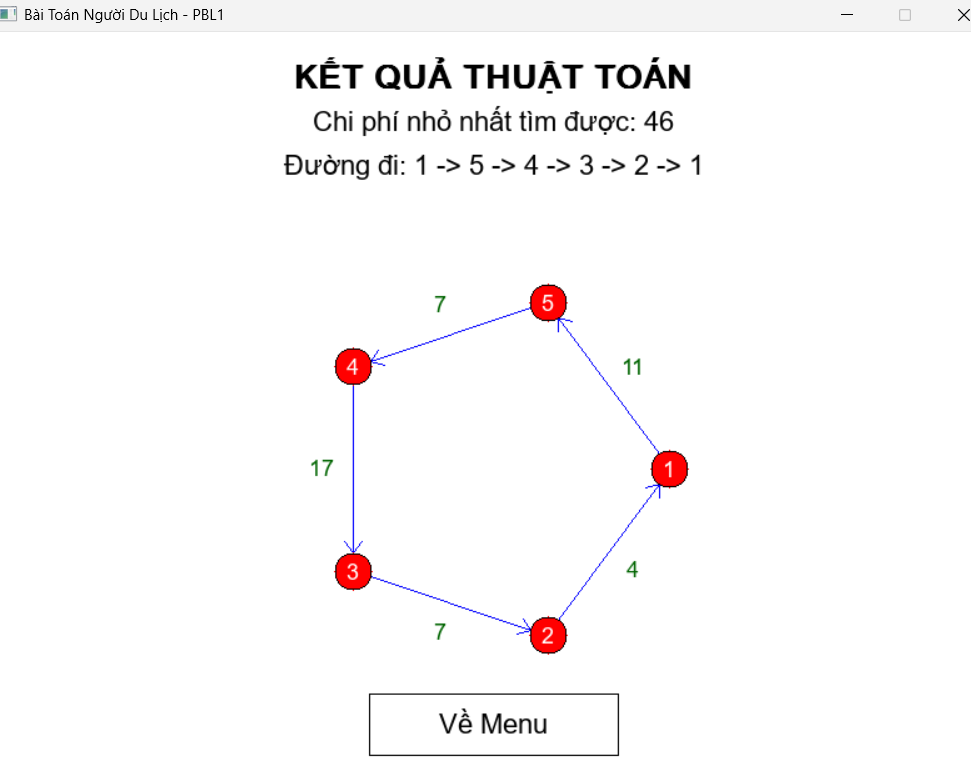 Bài Toán Người Du Lịch - PBL1
KẾT QUẢ THUẬT TOÁN
Chi phí nhỏ nhất tìm được: 46
Đường đi: 1 -> 5 -> 4 -> 3 -> 2 -> 1
5
7
4
11
17
1
3
4
7
2
Về Menu